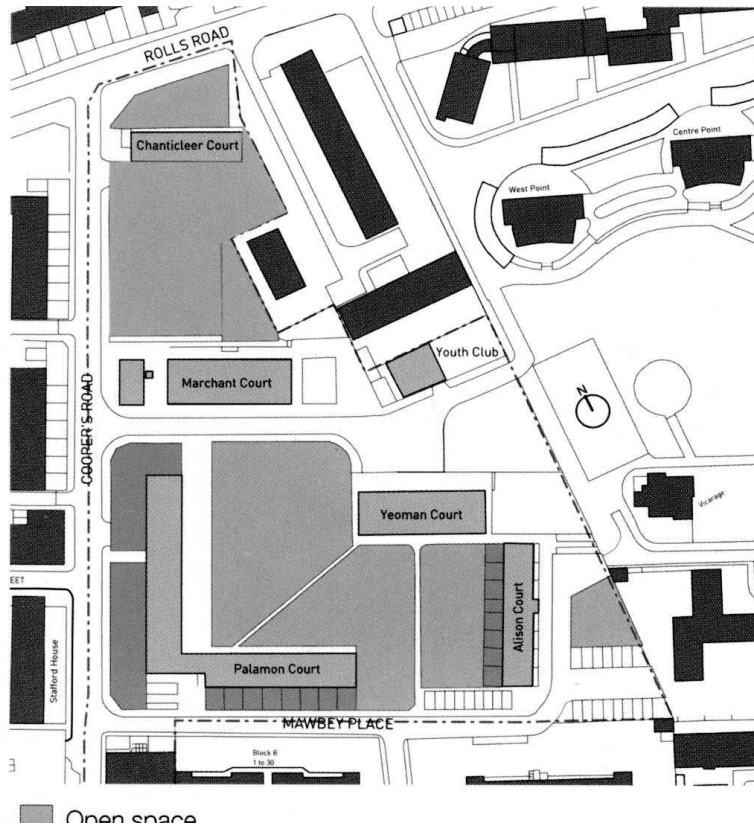 ROLLS ROAD
Chanticleer Court
Centre Point
West Point
Youth Club
Marchant Court
COOPER'S ROAD
N
Yeoman Court
Vicarage
EET
Stafford House
Alison Court
Palamon Court
MAWBEY PLACE
Block B
1 to 30
Open space